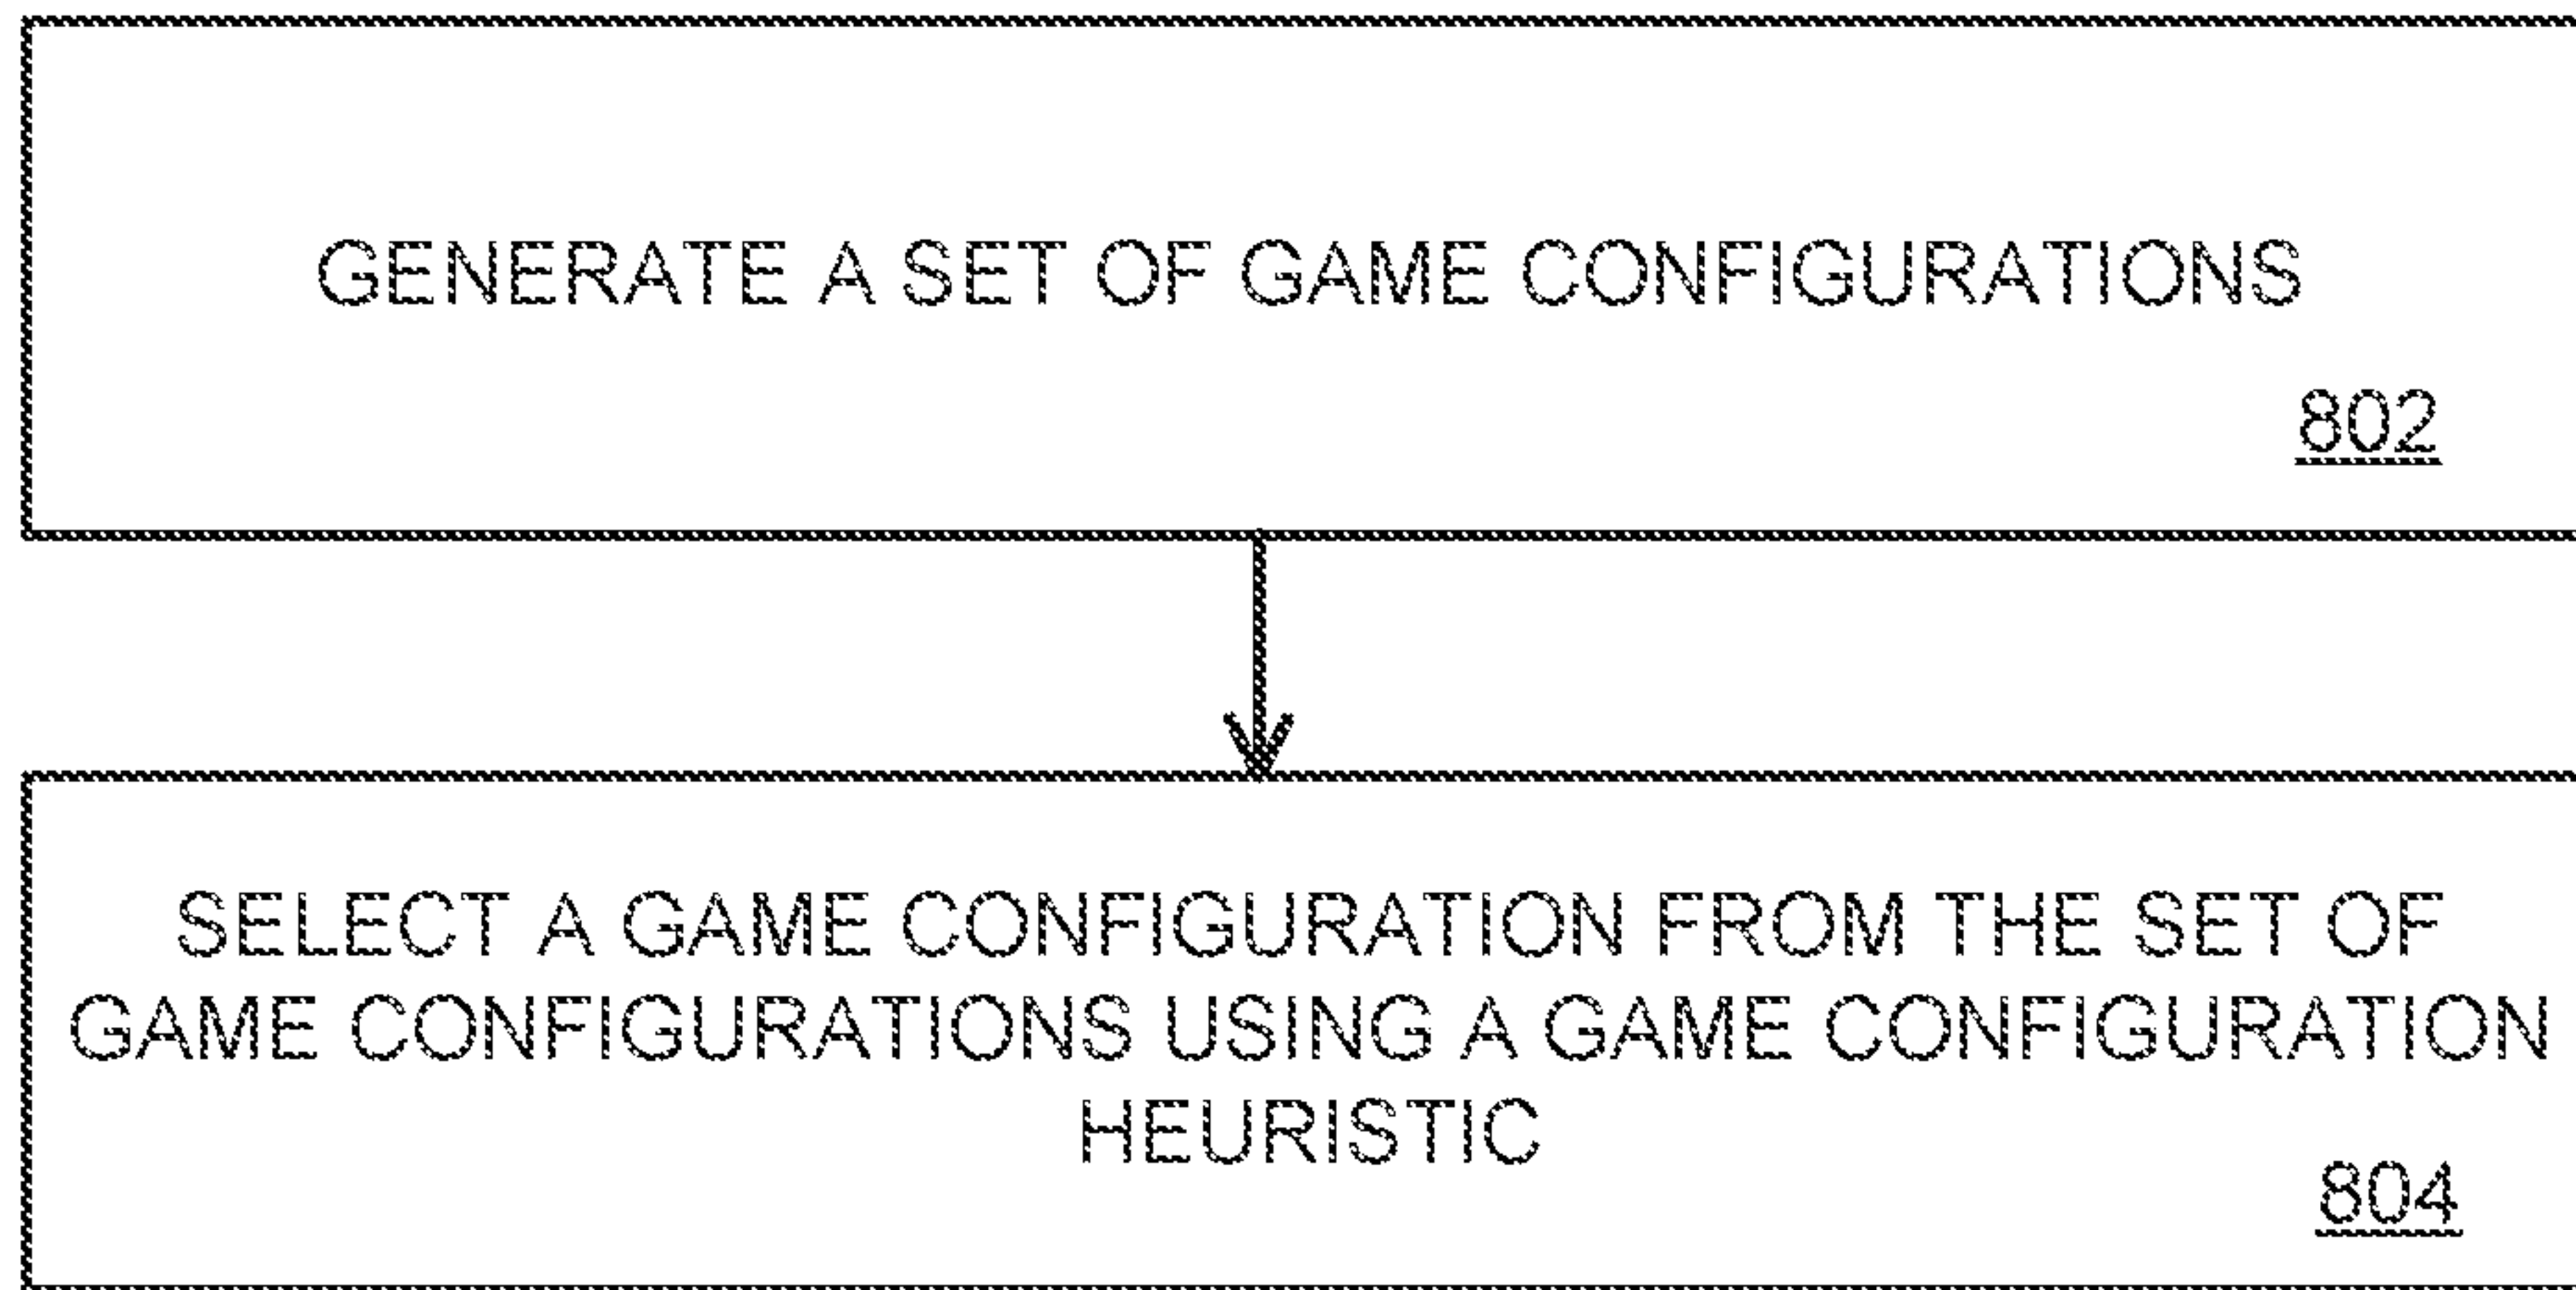 GENERATE A SET OF GAME CONFIGURATIONS
802
SELECT A GAME CONFIGURATION FROM THE SET OF
GAME CONFIGURATIONS USING A GAME CONFIGURATION
HEURISTIC
804